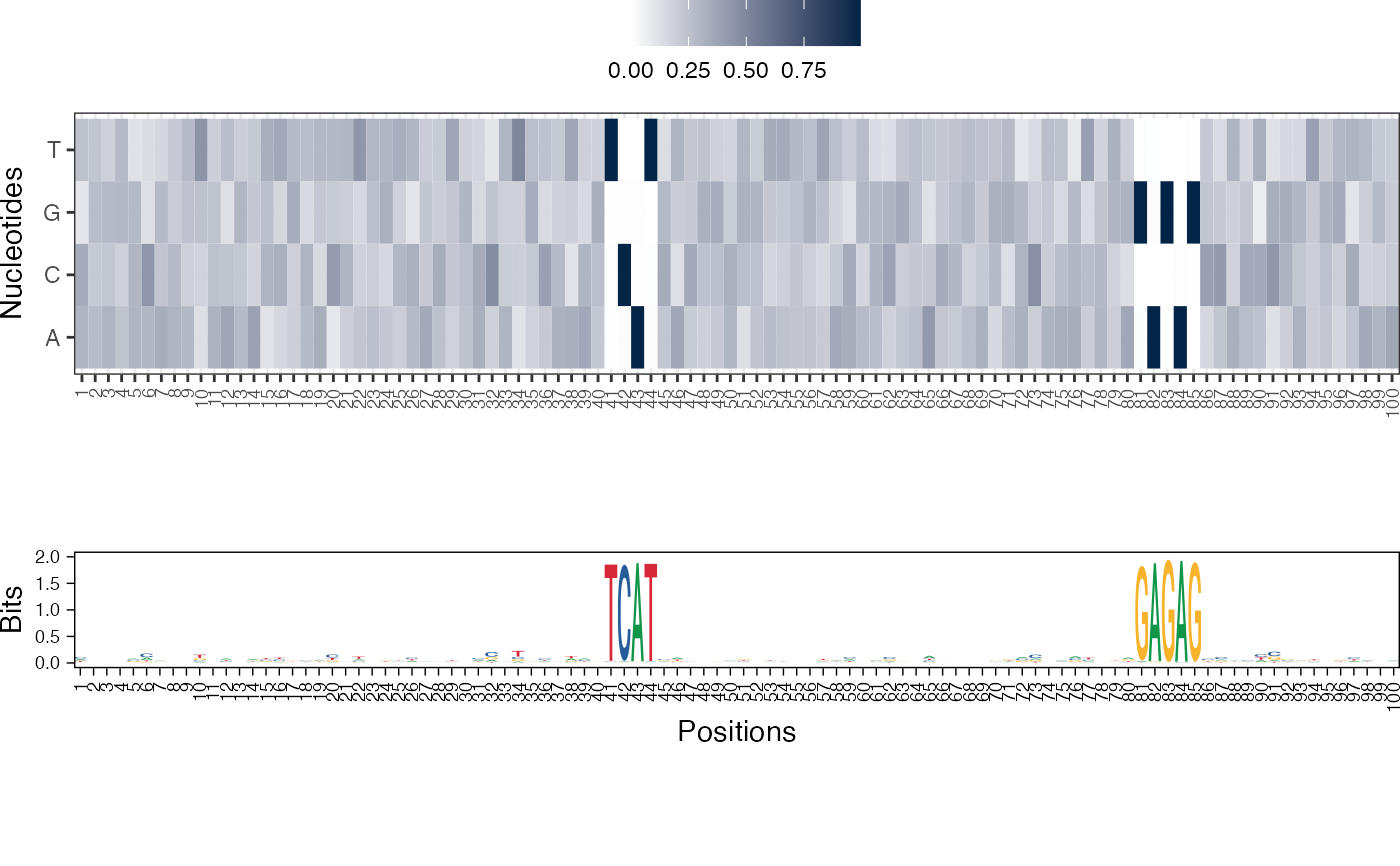 0.00 0.25 0.50 0.75
Nucleotides
T
G
C
A
1 2 3 4 5 6 7 8 9 10 11 12 13 14 15 16 17 18 19 20 21 22 23 24 25 26 27 28 29 30 31 32 33 34 35 36 37 38 39 40 41 42 43 44 45 46 47 48 49 50 51 52 53 54 55 56 57 58 59 60 61 62 63 64 65 66 67 68 69 70 71 72 73 74 75 76 77 78 79 80 81 82 83 84 85 86 87 88 89 90 91 92 93 94 95 96 97 98 99 100
Bits
2.0
1.5
1.0
0.5
0.0
TCAT GAGAG
1 2 3 4 5 6 7 8 9 10 11 12 13 14 15 16 17 18 19 20 21 22 23 24 25 26 27 28 29 30 31 32 33 34 35 36 37 38 39 40 41 42 43 44 45 46 47 48 49 50 51 52 53 54 55 56 57 58 59 60 61 62 63 64 65 66 67 68 69 70 71 72 73 74 75 76 77 78 79 80 81 82 83 84 85 86 87 88 89 90 91 92 93 94 95 96 97 98 99 100
Positions